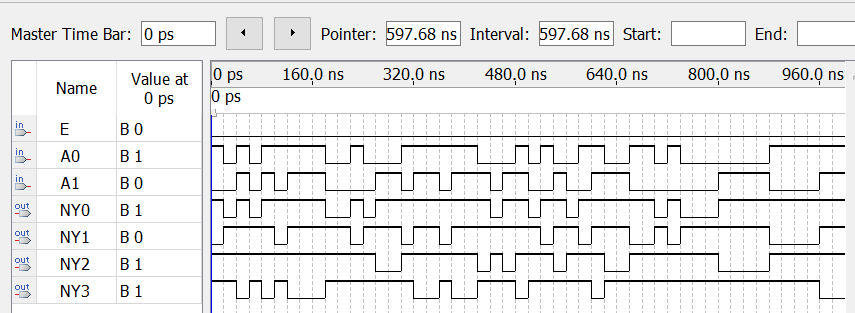 Master Time Bar: 0 ps Pointer: 597.68 ns Interval: 597.68 ns Start: End:
Name Value at 0 ps
0 ps 160.0 ns 320.0 ns 480.0 ns 640.0 ns 800.0 ns 960.0 ns
0 ps
in E B 0
in A0 B 1
in A1 B 0
out NY0 B 1
out NY1 B 0
out NY2 B 1
out NY3 B 1